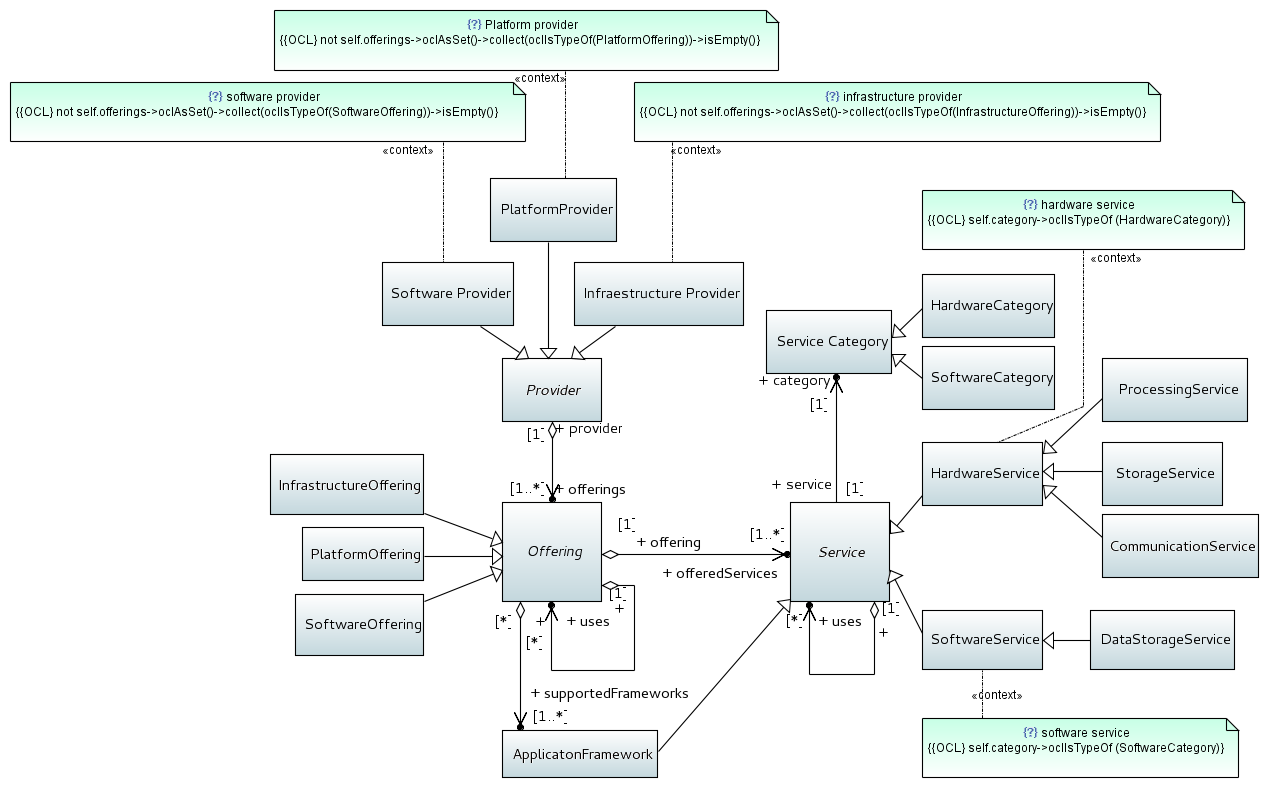 {?} Platform provider
{{OCL} not self.offerings->oclAsSet()->collect(oclIsTypeOf(PlatformOffering))->isEmpty()}
«context»
{?} software provider
{{OCL} not self.offerings->oclAsSet()->collect(oclIsTypeOf(SoftwareOffering))->isEmpty()}
«context»
{?} infrastructure provider
{{OCL} not self.offerings->oclAsSet()->collect(oclIsTypeOf(InfrastructureOffering))->isEmpty()}
«context»
PlatformProvider
{?} hardware service
{{OCL} self.category->oclIsTypeOf (HardwareCategory)}
«context»
Software Provider
Infraestructure Provider
HardwareCategory
Service Category
SoftwareCategory
+ category
[1]
Provider
[1]
+ provider
ProcessingService
InfrastructureOffering
[1..*]
+ offerings
+ service
[1]
HardwareService
StorageService
PlatformOffering
Offering
[1]
+ offering
[1..*]
+ offeredServices
Service
CommunicationService
SoftwareOffering
[*]
+
[*]
+ uses
[1]
+
[*]
+ uses
[1]
+
SoftwareService
DataStorageService
+ supportedFrameworks
[1..*]
«context»
ApplicatonFramework
{?} software service
{{OCL} self.category->oclIsTypeOf (SoftwareCategory)}